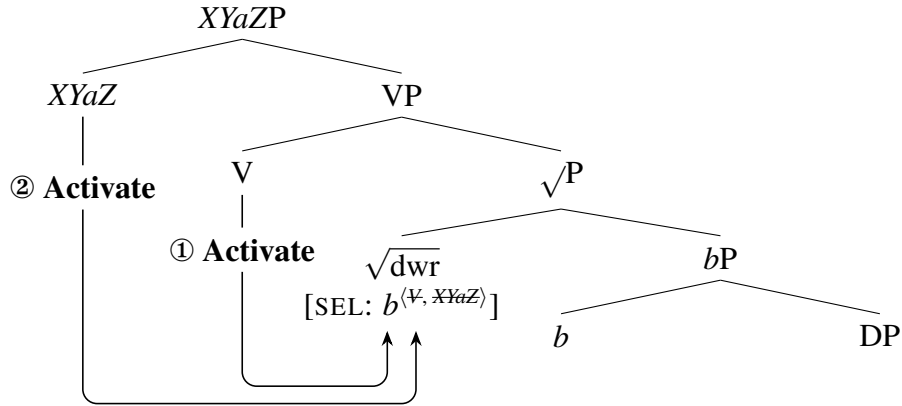 XYaZP
XYaZ VP
V √P
② Activate
① Activate
√dwr bP
[SEL: b⟨V, XYaZ⟩]
b DP